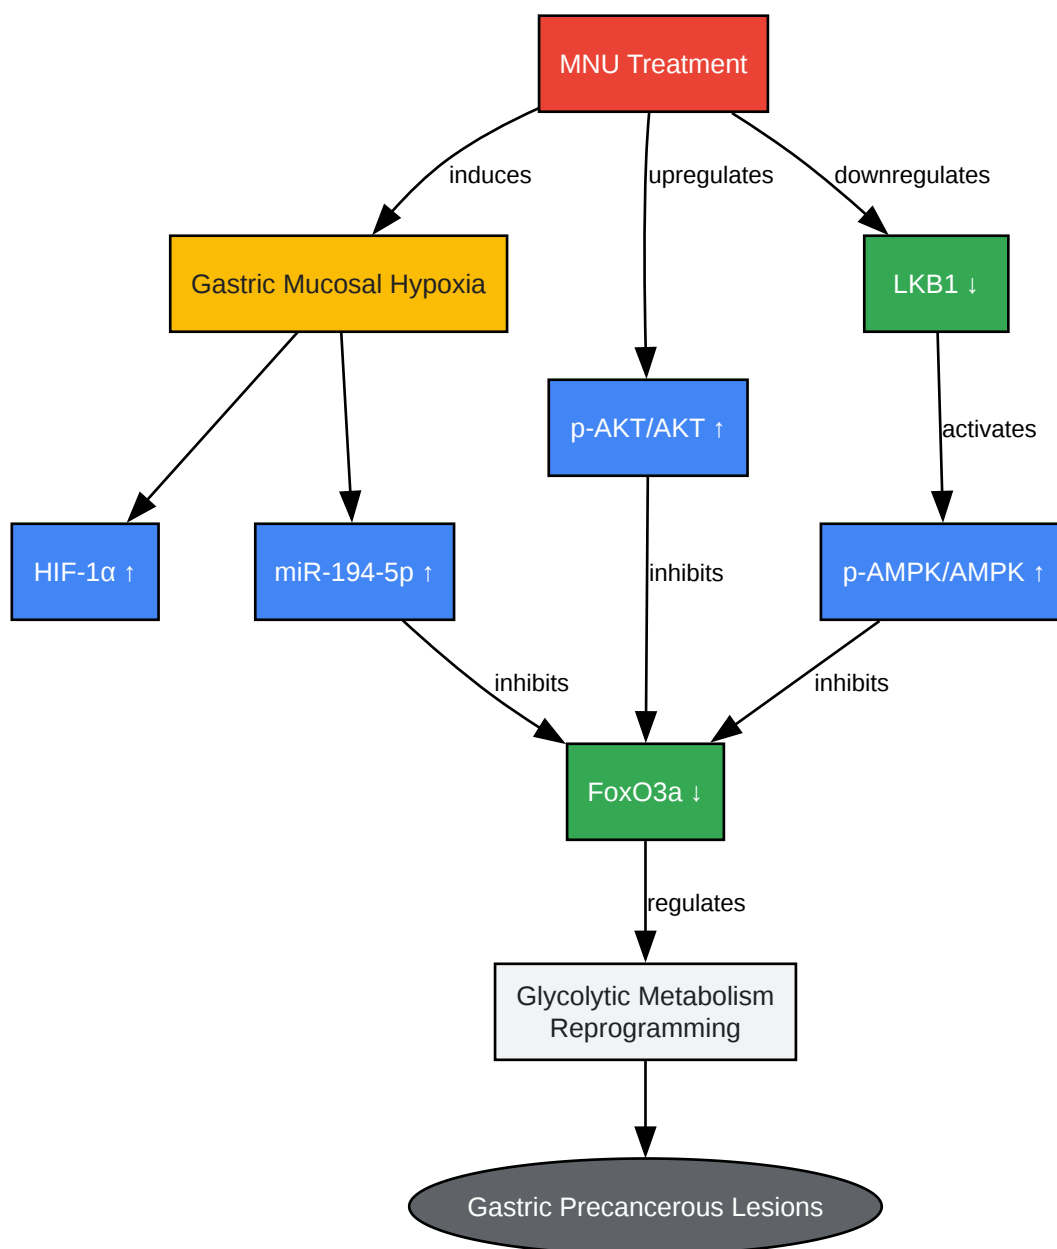 MNU Treatment
induces
upregulates
downregulates
Gastric Mucosal Hypoxia
LKB1 ↓
p-AKT/AKT ↑
activates
HIF-1α ↑
miR-194-5p ↑
inhibits
p-AMPK/AMPK ↑
inhibits
inhibits
FoxO3a ↓
regulates
Glycolytic Metabolism
Reprogramming
Gastric Precancerous Lesions